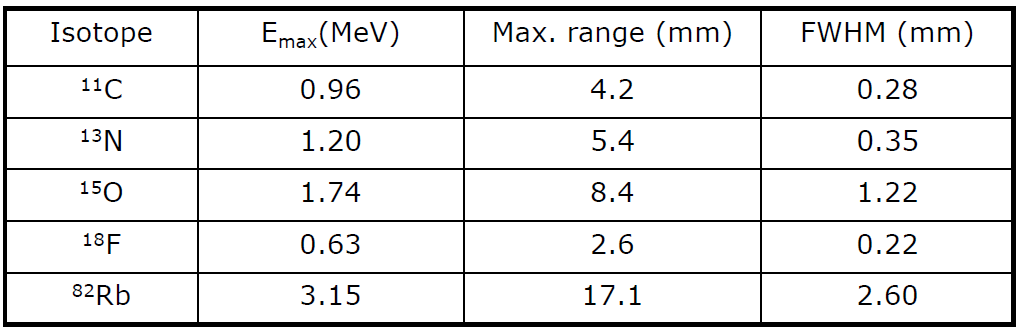 Isotope Emax(MeV) Max. range (mm) FWHM (mm)
¹¹C 0.96 4.2 0.28
¹³N 1.20 5.4 0.35
¹⁵O 1.74 8.4 1.22
¹⁸F 0.63 2.6 0.22
⁸²Rb 3.15 17.1 2.60